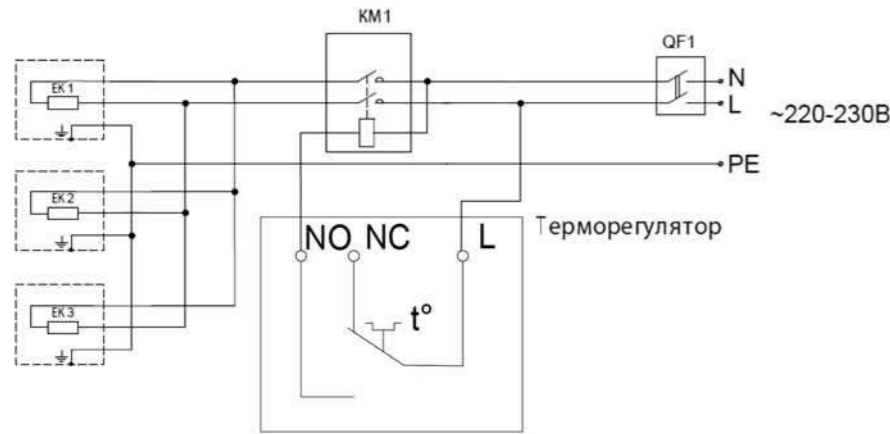 KM1
QF1
EK1
N
L
~220-230В
PE
EK2
NO NC L
Терморегулятор
t°
EK3